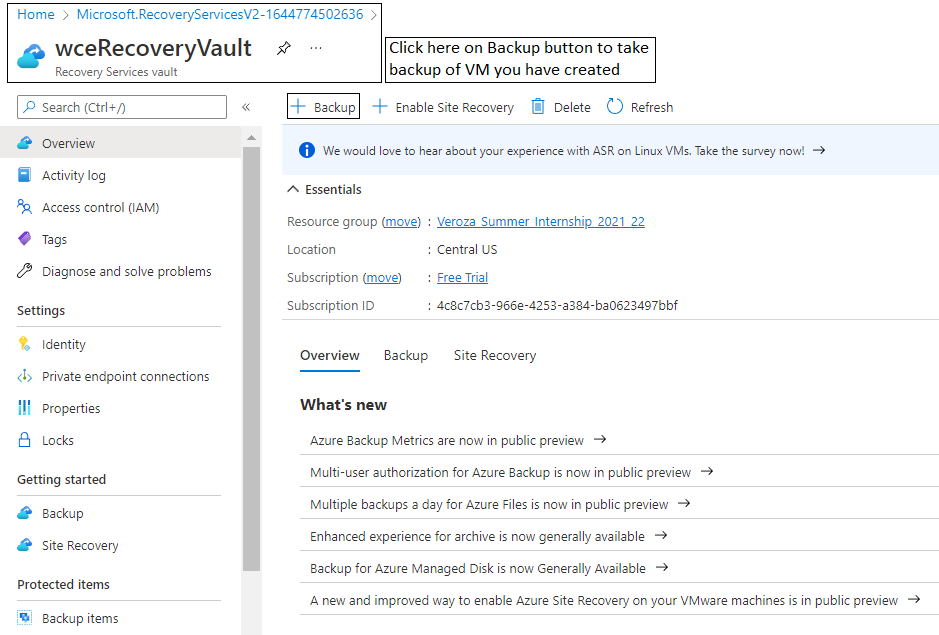 Home > Microsoft.RecoveryServicesV2-1644774502636 >
wceRecoveryVault ...
Recovery Services vault
Click here on Backup button to take
backup of VM you have created
Search (Ctrl+/) «
+ Backup + Enable Site Recovery Delete Refresh
Overview
Activity log
Access control (IAM)
Tags
Diagnose and solve problems
Settings
Identity
Private endpoint connections
Properties
Locks
Getting started
Backup
Site Recovery
Protected items
Backup items
We would love to hear about your experience with ASR on Linux VMs. Take the survey now! →
Essentials
Resource group (move) : Veroza_Summer_Internship_2021_22
Location : Central US
Subscription (move) : Free Trial
Subscription ID : 4c8c7cb3-966e-4253-a384-ba0623497bbf
Overview Backup Site Recovery
What's new
Azure Backup Metrics are now in public preview →
Multi-user authorization for Azure Backup is now in public preview →
Multiple backups a day for Azure Files is now in public preview →
Enhanced experience for archive is now generally available →
Backup for Azure Managed Disk is now Generally Available →
A new and improved way to enable Azure Site Recovery on your VMware machines is in public preview →